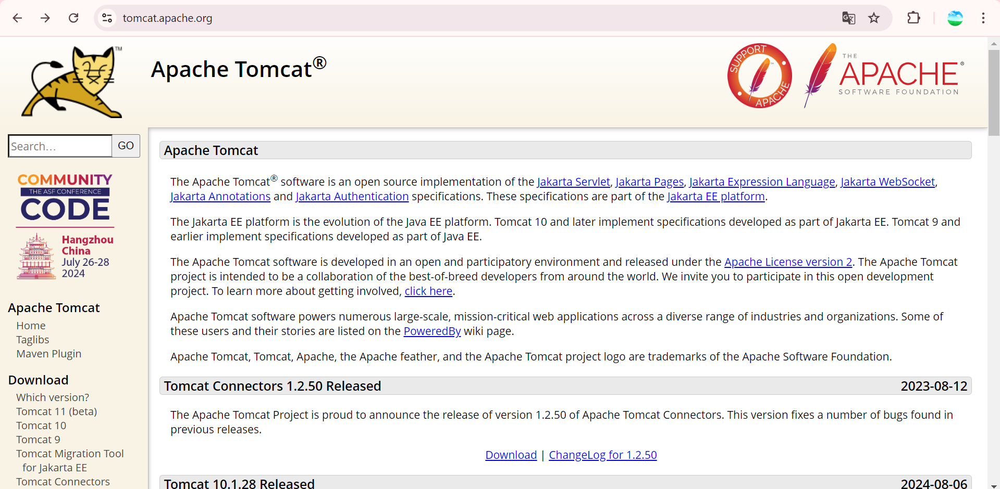 tomcat.apache.org
TM
Apache Tomcat®
SUPPORT
APACHE
THE
APACHE®
SOFTWARE FOUNDATION
Search…
GO
COMMUNITY
THE ASF CONFERENCE
CODE
Hangzhou
China
July 26-28
2024
Apache Tomcat
Home
Taglibs
Maven Plugin
Download
Which version?
Tomcat 11 (beta)
Tomcat 10
Tomcat 9
Tomcat Migration Tool
for Jakarta EE
Tomcat Connectors
Apache Tomcat
The Apache Tomcat® software is an open source implementation of the Jakarta Servlet, Jakarta Pages, Jakarta Expression Language, Jakarta WebSocket,
Jakarta Annotations and Jakarta Authentication specifications. These specifications are part of the Jakarta EE platform.
The Jakarta EE platform is the evolution of the Java EE platform. Tomcat 10 and later implement specifications developed as part of Jakarta EE. Tomcat 9 and
earlier implement specifications developed as part of Java EE.
The Apache Tomcat software is developed in an open and participatory environment and released under the Apache License version 2. The Apache Tomcat
project is intended to be a collaboration of the best-of-breed developers from around the world. We invite you to participate in this open development
project. To learn more about getting involved, click here.
Apache Tomcat software powers numerous large-scale, mission-critical web applications across a diverse range of industries and organizations. Some of
these users and their stories are listed on the PoweredBy wiki page.
Apache Tomcat, Tomcat, Apache, the Apache feather, and the Apache Tomcat project logo are trademarks of the Apache Software Foundation.
Tomcat Connectors 1.2.50 Released 2023-08-12
The Apache Tomcat Project is proud to announce the release of version 1.2.50 of Apache Tomcat Connectors. This version fixes a number of bugs found in
previous releases.
Download | ChangeLog for 1.2.50
Tomcat 10.1.28 Released 2024-08-06